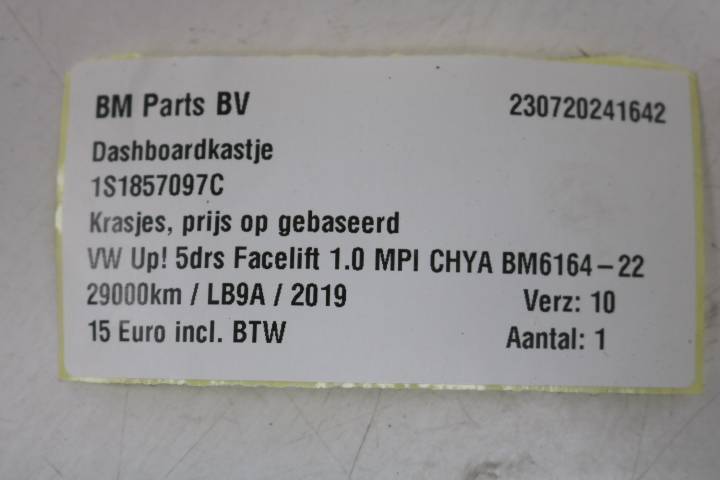 BM Parts BV 230720241642
Dashboardkastje
1S1857097C
Krasjes, prijs op gebaseerd
VW Up! 5drs Facelift 1.0 MPI CHYA BM6164-22
29000km / LB9A / 2019 Verz: 10
15 Euro incl. BTW Aantal: 1